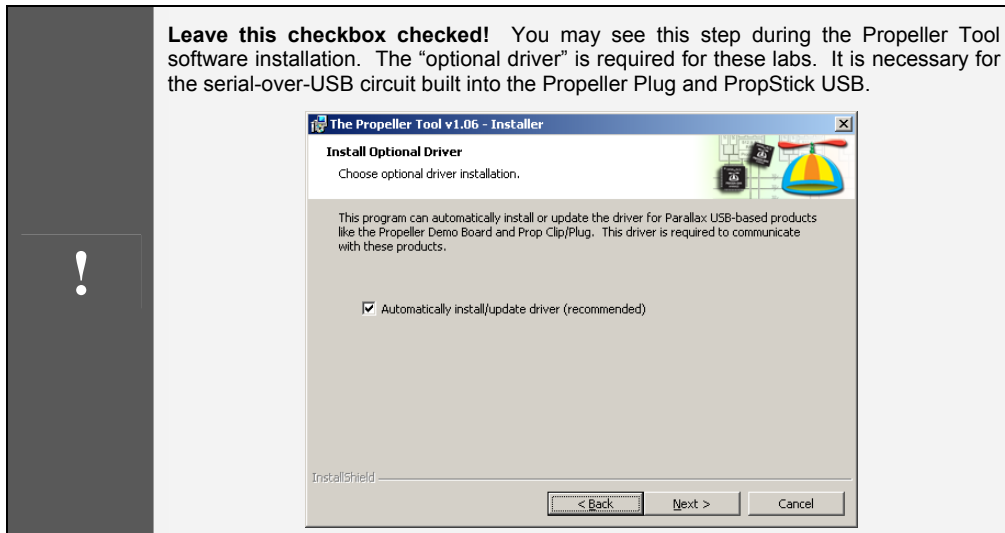 Leave this checkbox checked! You may see this step during the Propeller Tool
software installation. The “optional driver” is required for these labs. It is necessary for
the serial-over-USB circuit built into the Propeller Plug and PropStick USB.
The Propeller Tool v1.06 - Installer
Install Optional Driver
Choose optional driver installation.
This program can automatically install or update the driver for Parallax USB-based products
like the Propeller Demo Board and Prop Clip/Plug. This driver is required to communicate
with these products.
!
Automatically install/update driver (recommended)
InstallShield
< Back Next > Cancel